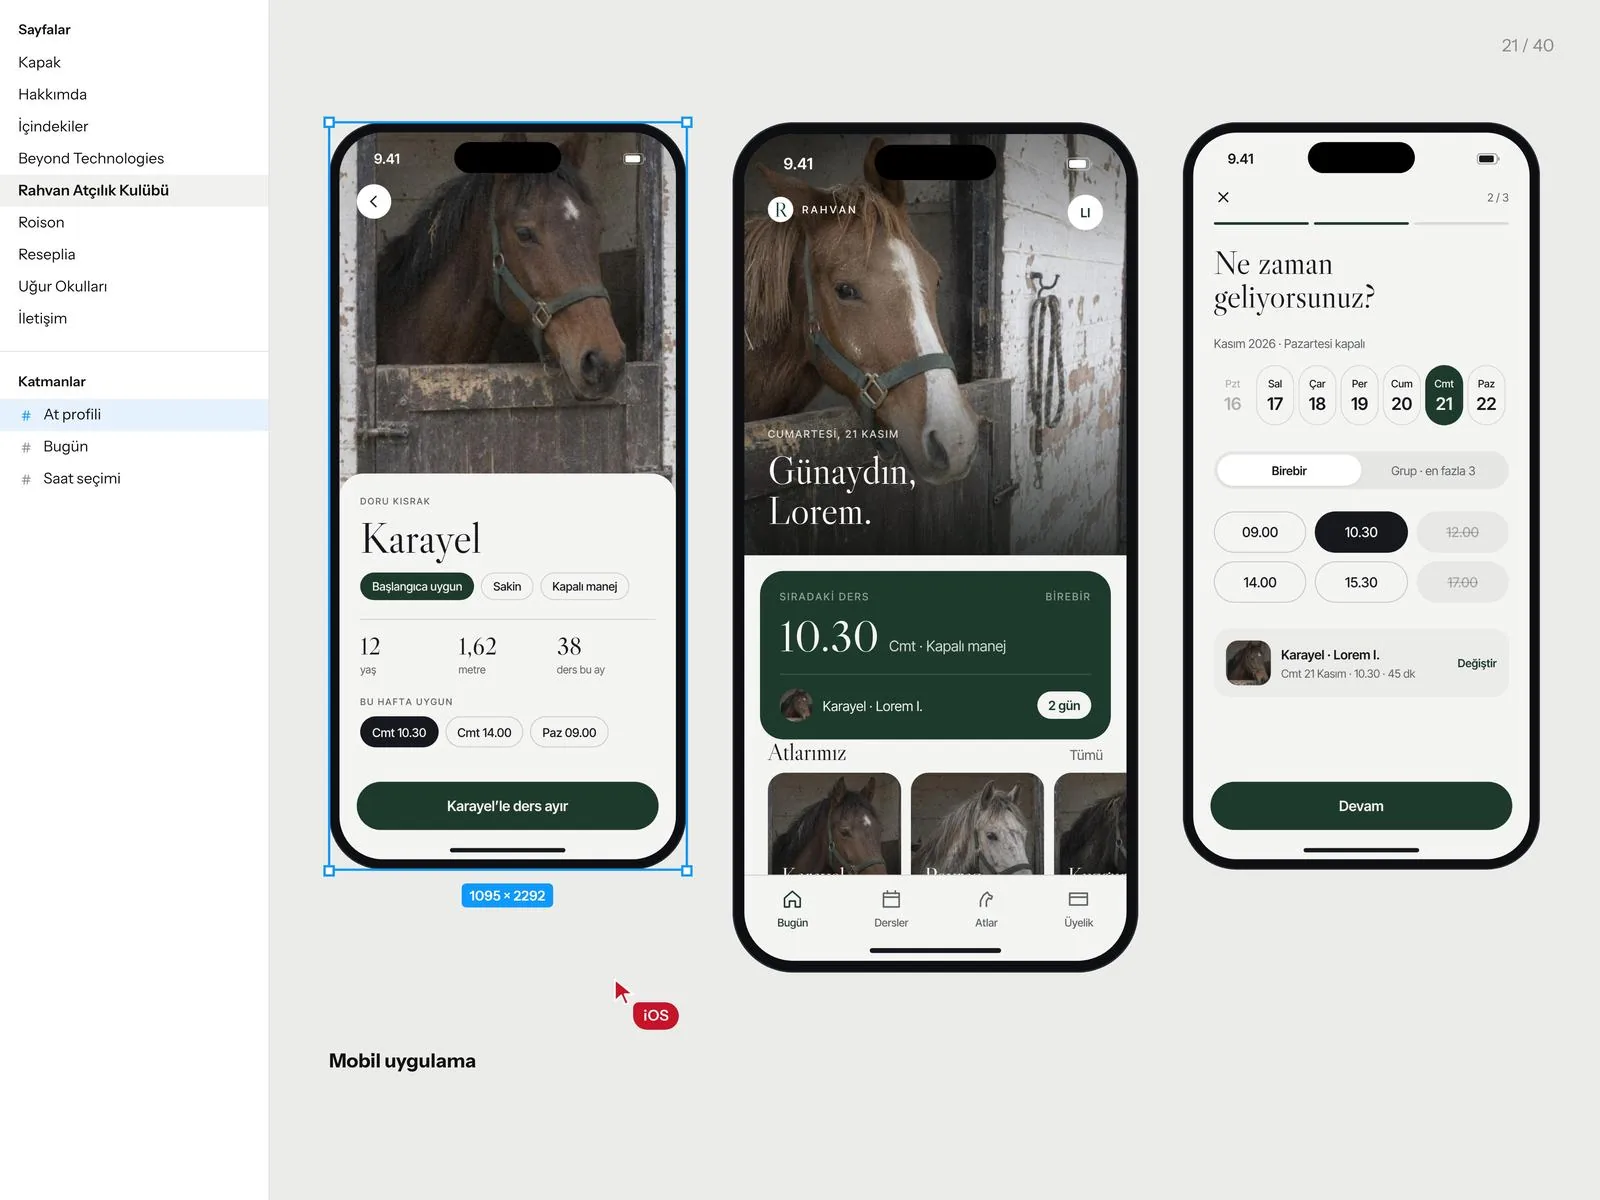 Sayfalar
Kapak
Hakkımda
İçindekiler
Beyond Technologies
Rahvan Atçılık Kulübü
Roison
Reseplia
Uğur Okulları
İletişim
Katmanlar
# At profili
# Bugün
# Saat seçimi
21 / 40
9.41
DORU KISRAK
Karayel
Başlangıca uygun
Sakin
Kapalı manej
12
yaş
1,62
metre
38
ders bu ay
BU HAFTA UYGUN
Cmt 10.30
Cmt 14.00
Paz 09.00
Karayel'le ders ayır
1095 × 2292
9.41
R RAHVAN
LI
CUMARTESİ, 21 KASIM
Günaydın,
Lorem.
SIRADAKİ DERS
BİREBİR
10.30 Cmt · Kapalı manej
Karayel · Lorem I.
2 gün
Atlarımız
Tümü
Bugün
Dersler
Atlar
Üyelik
9.41
2 / 3
Ne zaman
geliyorsunuz?
Kasım 2026 · Pazartesi kapalı
Pzt Sal Çar Per Cum Cmt Paz
16 17 18 19 20 21 22
Birebir
Grup · en fazla 3
09.00 10.30 12.00
14.00 15.30 17.00
Karayel · Lorem I.
Cmt 21 Kasım · 10.30 · 45 dk
Değiştir
Devam
iOS
Mobil uygulama